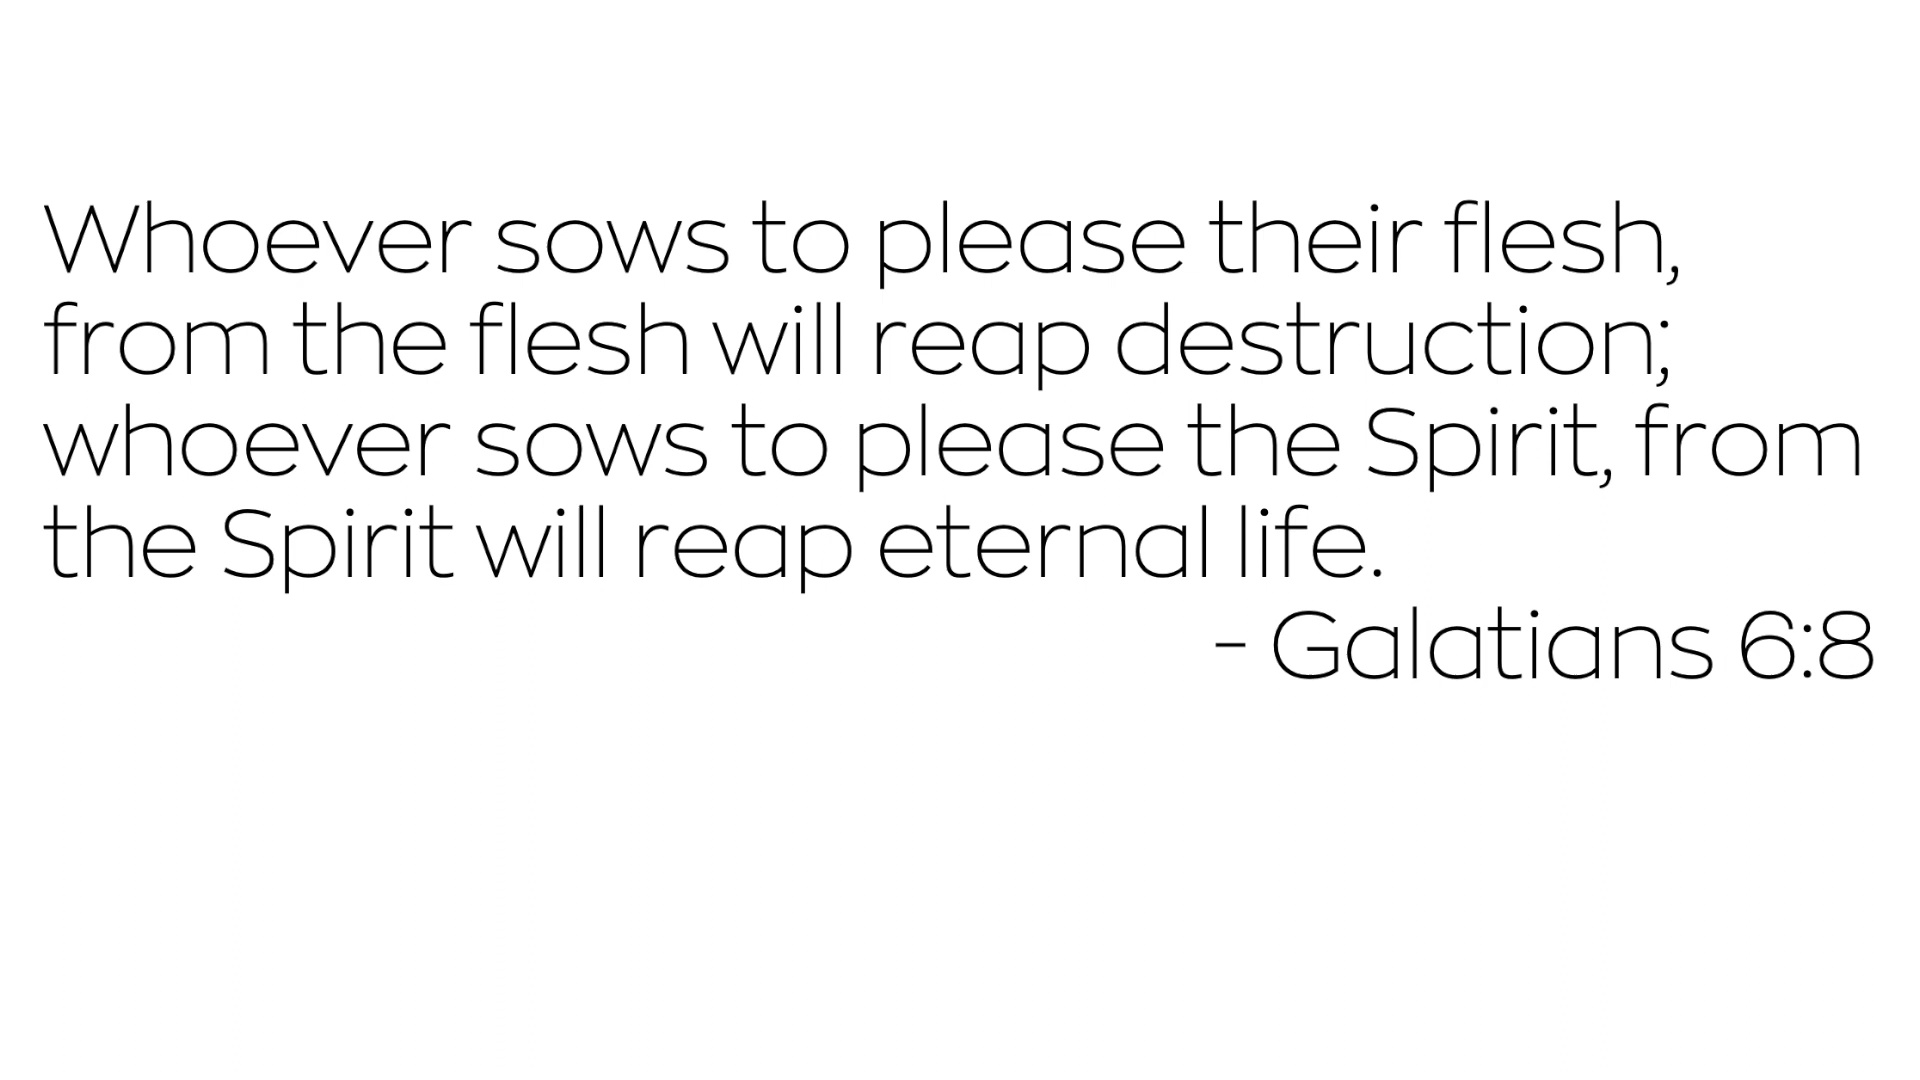 Whoever sows to please their flesh,
from the flesh will reap destruction;
whoever sows to please the Spirit, from
the Spirit will reap eternal life.
- Galatians 6:8